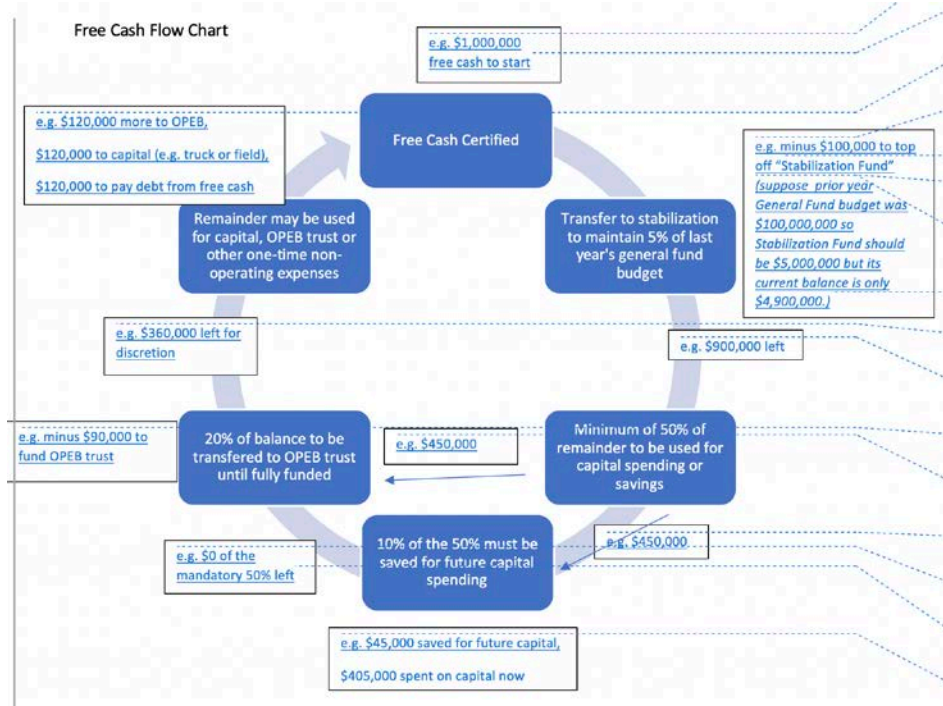 Free Cash Flow Chart
e.g. $1,000,000
free cash to start
Free Cash Certified
e.g. minus $100,000 to top
off “Stabilization Fund”
(suppose prior year
General Fund budget was
$100,000,000 so
Stabilization Fund should
be $5,000,000 but its
current balance is only
$4,900,000.)
Transfer to stabilization
to maintain 5% of last
year's general fund
budget
e.g. $900,000 left
Minimum of 50% of
remainder to be used for
capital spending or
savings
e.g. $450,000
e.g. $450,000
10% of the 50% must be
saved for future capital
spending
e.g. $45,000 saved for future capital,
$405,000 spent on capital now
e.g. $0 of the
mandatory 50% left
20% of balance to be
transferred to OPEB trust
until fully funded
e.g. minus $90,000 to
fund OPEB trust
e.g. $360,000 left for
discretion
Remainder may be used
for capital, OPEB trust or
other one-time non-
operating expenses
e.g. $120,000 more to OPEB,
$120,000 to capital (e.g. truck or field),
$120,000 to pay debt from free cash